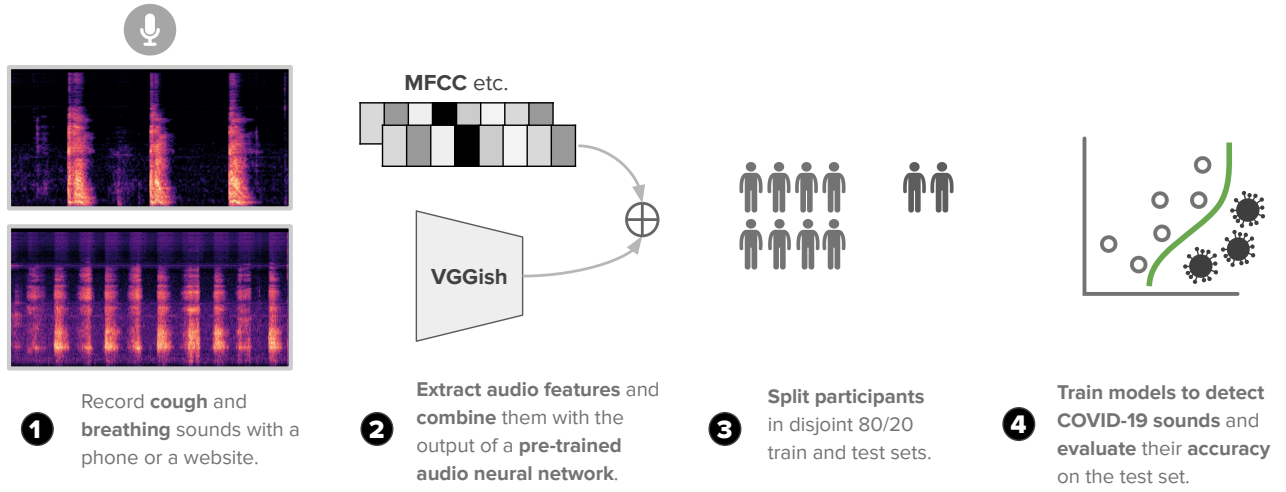 MFCC etc.
VGGish
1
Record cough and
breathing sounds with a
phone or a website.
2
Extract audio features and
combine them with the
output of a pre-trained
audio neural network.
3
Split participants
in disjoint 80/20
train and test sets.
4
Train models to detect
COVID-19 sounds and
evaluate their accuracy
on the test set.